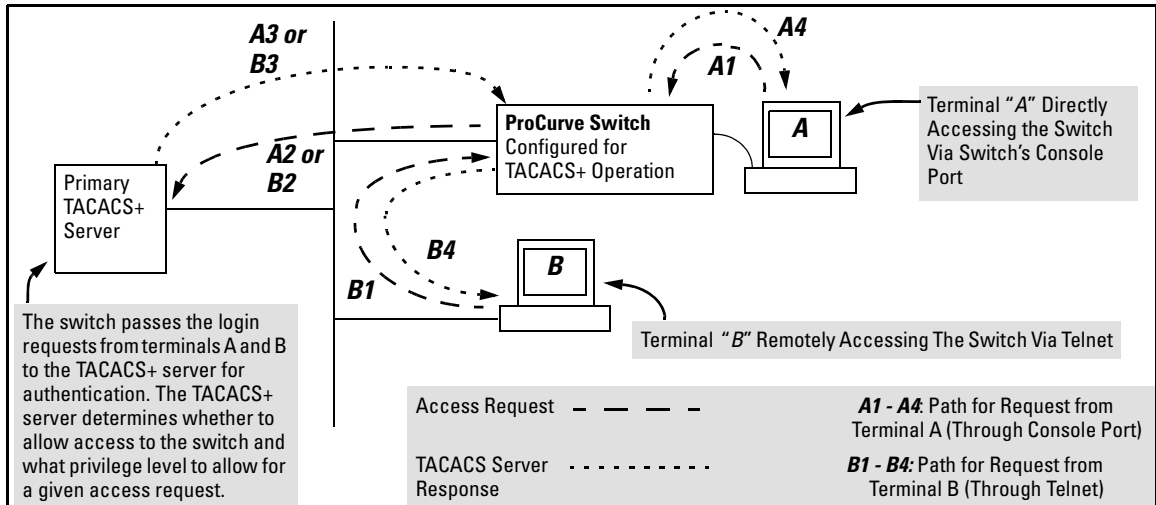 A3 or
B3
A4
A1
ProCurve Switch
Configured for
TACACS+ Operation
A
Terminal “A” Directly
Accessing the Switch
Via Switch’s Console
Port
A2 or
B2
Primary
TACACS+
Server
B4
B1
B
Terminal “B” Remotely Accessing The Switch Via Telnet
The switch passes the login
requests from terminals A and B
to the TACACS+ server for
authentication. The TACACS+
server determines whether to
allow access to the switch and
what privilege level to allow for
a given access request.
Access Request
A1 - A4: Path for Request from
Terminal A (Through Console Port)
TACACS Server
Response
B1 - B4: Path for Request from
Terminal B (Through Telnet)